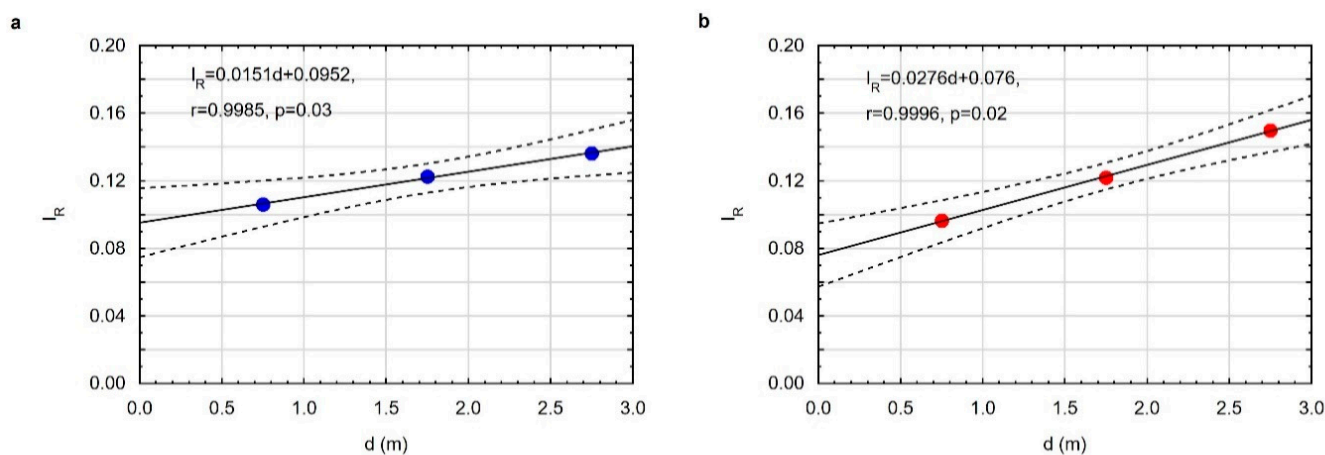 a
0.20
0.16
0.12
0.08
0.04
0.00
I_R
I_R=0.0151d+0.0952,
r=0.9985, p=0.03
0.0 0.5 1.0 1.5 2.0 2.5 3.0
d (m)
b
0.20
0.16
0.12
0.08
0.04
0.00
I_R
I_R=0.0276d+0.076,
r=0.9996, p=0.02
0.0 0.5 1.0 1.5 2.0 2.5 3.0
d (m)